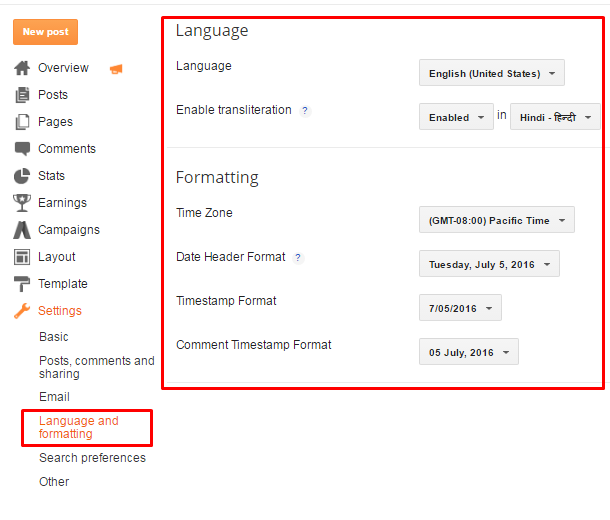 New post
Overview
Posts
Pages
Comments
Stats
Earnings
Campaigns
Layout
Template
Settings
Basic
Posts, comments and
sharing
Email
Language and
formatting
Search preferences
Other
Language
Language English (United States)
Enable transliteration ? Enabled in Hindi - हिन्दी
Formatting
Time Zone (GMT-08:00) Pacific Time
Date Header Format ? Tuesday, July 5, 2016
Timestamp Format 7/05/2016
Comment Timestamp Format 05 July, 2016